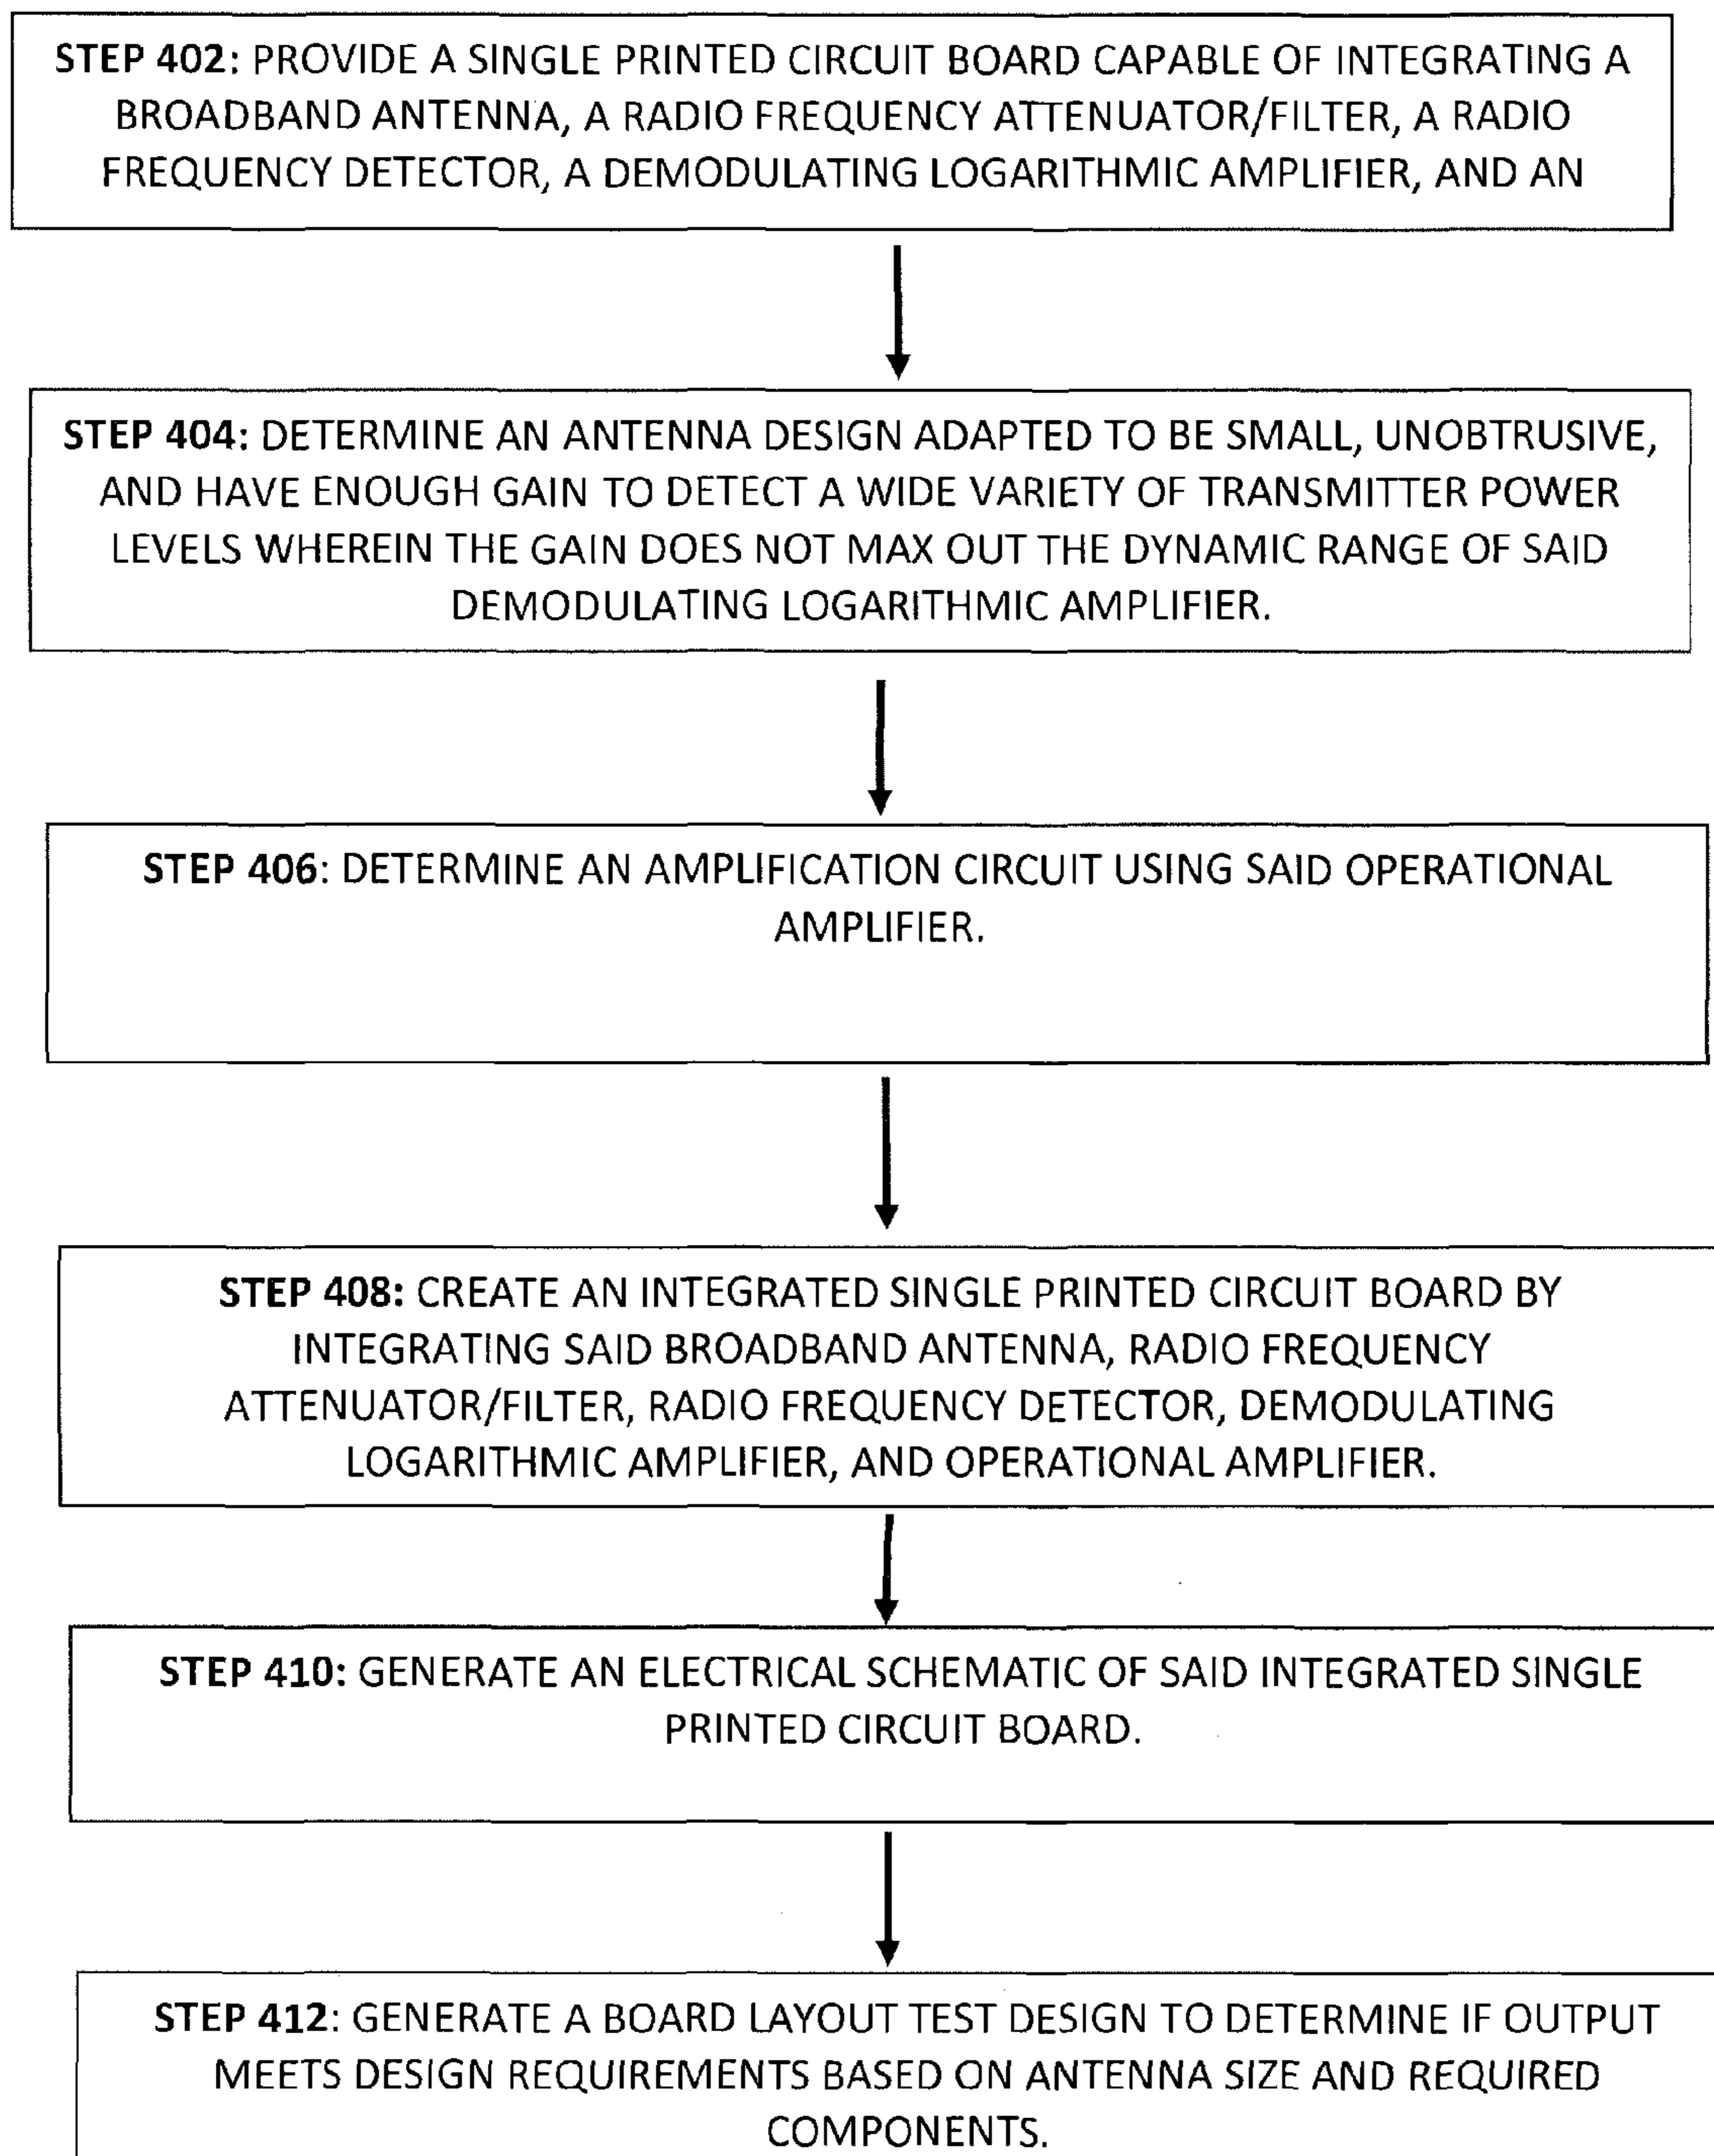 STEP 402: PROVIDE A SINGLE PRINTED CIRCUIT BOARD CAPABLE OF INTEGRATING A
BROADBAND ANTENNA, A RADIO FREQUENCY ATTENUATOR/FILTER, A RADIO
FREQUENCY DETECTOR, A DEMODULATING LOGARITHMIC AMPLIFIER, AND AN
STEP 404: DETERMINE AN ANTENNA DESIGN ADAPTED TO BE SMALL, UNOBTRUSIVE,
AND HAVE ENOUGH GAIN TO DETECT A WIDE VARIETY OF TRANSMITTER POWER
LEVELS WHEREIN THE GAIN DOES NOT MAX OUT THE DYNAMIC RANGE OF SAID
DEMODULATING LOGARITHMIC AMPLIFIER.
STEP 406: DETERMINE AN AMPLIFICATION CIRCUIT USING SAID OPERATIONAL
AMPLIFIER.
STEP 408: CREATE AN INTEGRATED SINGLE PRINTED CIRCUIT BOARD BY
INTEGRATING SAID BROADBAND ANTENNA, RADIO FREQUENCY
ATTENUATOR/FILTER, RADIO FREQUENCY DETECTOR, DEMODULATING
LOGARITHMIC AMPLIFIER, AND OPERATIONAL AMPLIFIER.
STEP 410: GENERATE AN ELECTRICAL SCHEMATIC OF SAID INTEGRATED SINGLE
PRINTED CIRCUIT BOARD.
STEP 412: GENERATE A BOARD LAYOUT TEST DESIGN TO DETERMINE IF OUTPUT
MEETS DESIGN REQUIREMENTS BASED ON ANTENNA SIZE AND REQUIRED
COMPONENTS.